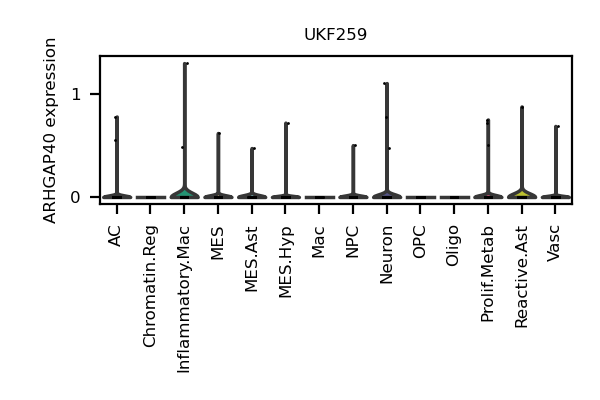 UKF259
ARHGAP40 expression
1
0
AC
Chromatin.Reg
Inflammatory.Mac
MES
MES.Ast
MES.Hyp
Mac
NPC
Neuron
OPC
Oligo
Prolif.Metab
Reactive.Ast
Vasc